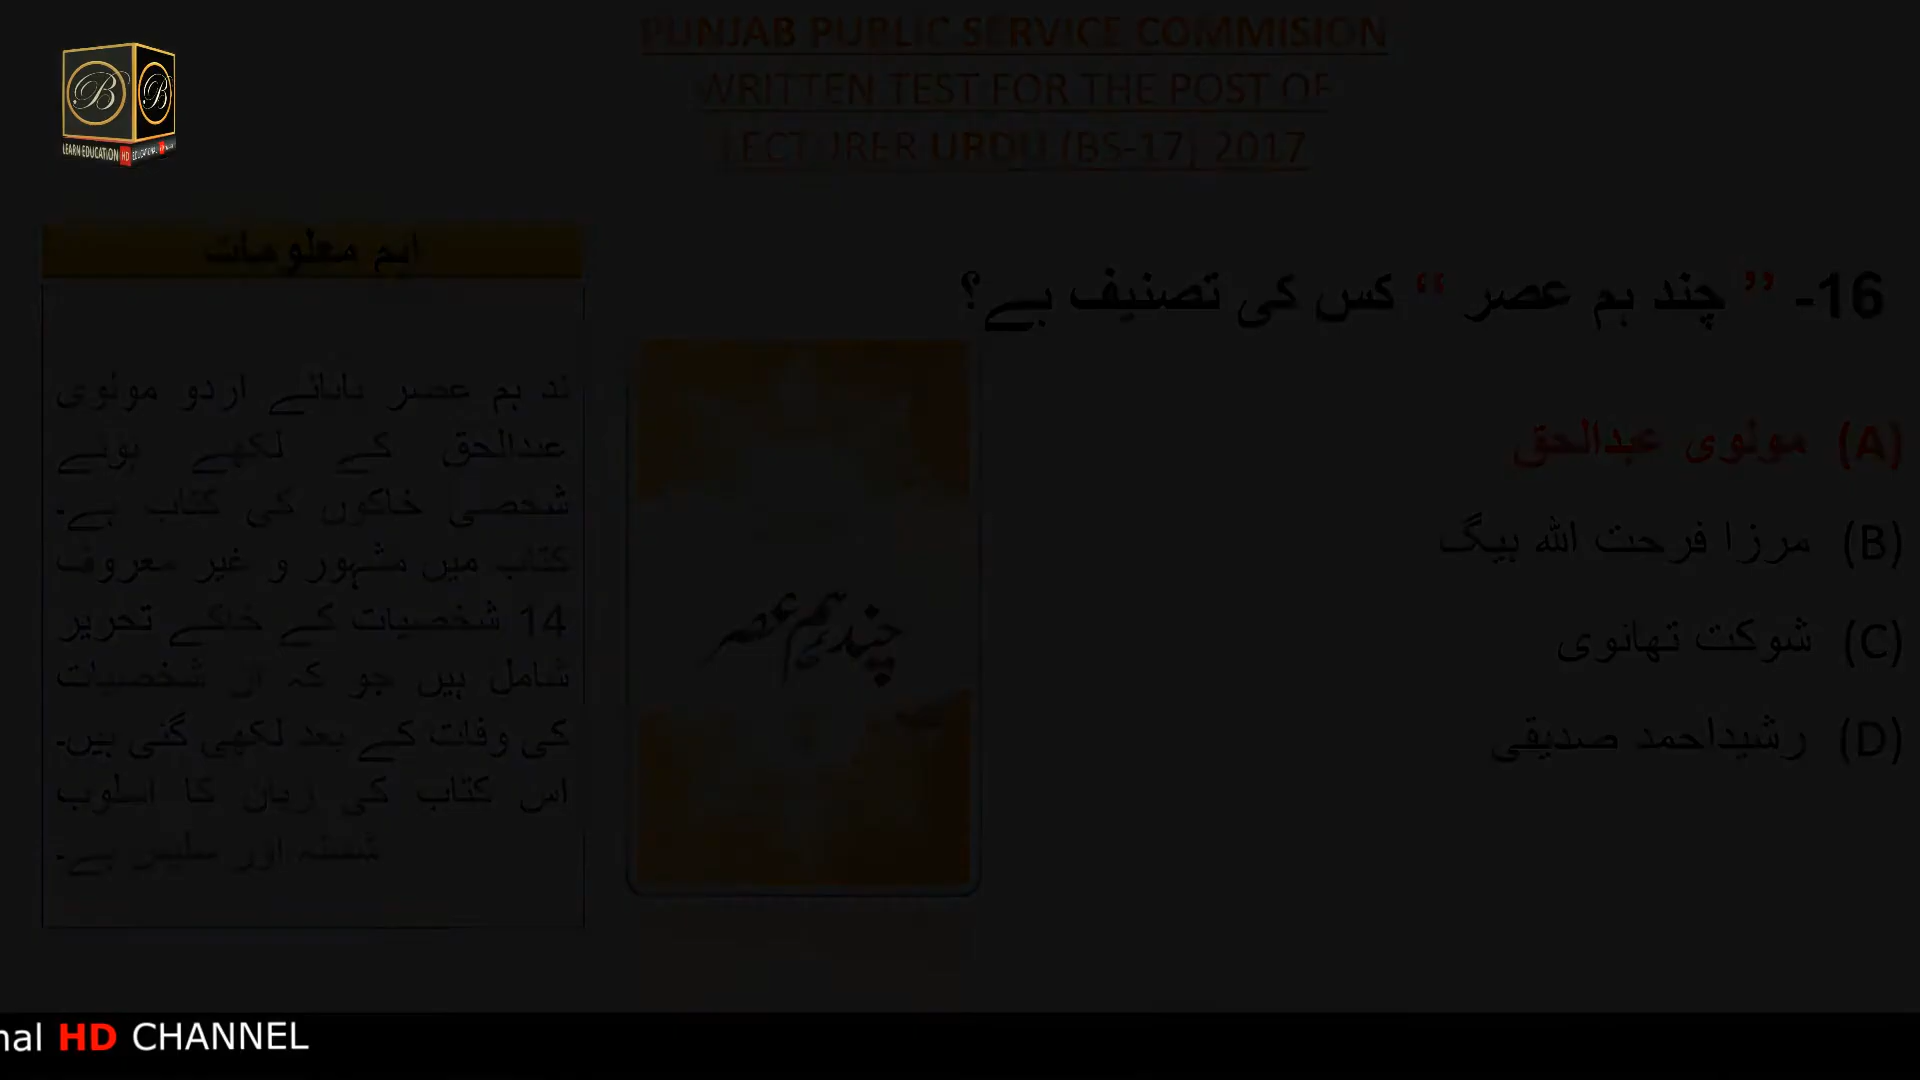 PUNJAB PUBLIC SERVICE COMMISION
WRITTEN TEST FOR THE POST OF
LECTURER URDU (BS-17) 2017
LEARN EDUCATION HD
16- ” چند ہم عصر “ کس کی تصنیف ہے؟
(A) مولوی عبدالحق
(B) مرزا فرحت اللہ بیگ
(C) شوکت تھانوی
(D) رشیداحمد صدیقی
چند ہم عصر
اہم معلومات
ند ہم عصر بابائے اردو مولوی
عبدالحق کے لکھے ہوئے
شخصی خاکوں کی کتاب ہے۔
کتاب میں مشہور و غیر معروف
14 شخصیات کے خاکے تحریر
شامل ہیں جو کہ ان شخصیات
کی وفات کے بعد لکھی گئی ہیں۔
اس کتاب کی زبان کا اسلوب
شستہ اور سلیس ہے۔
nal HD CHANNEL